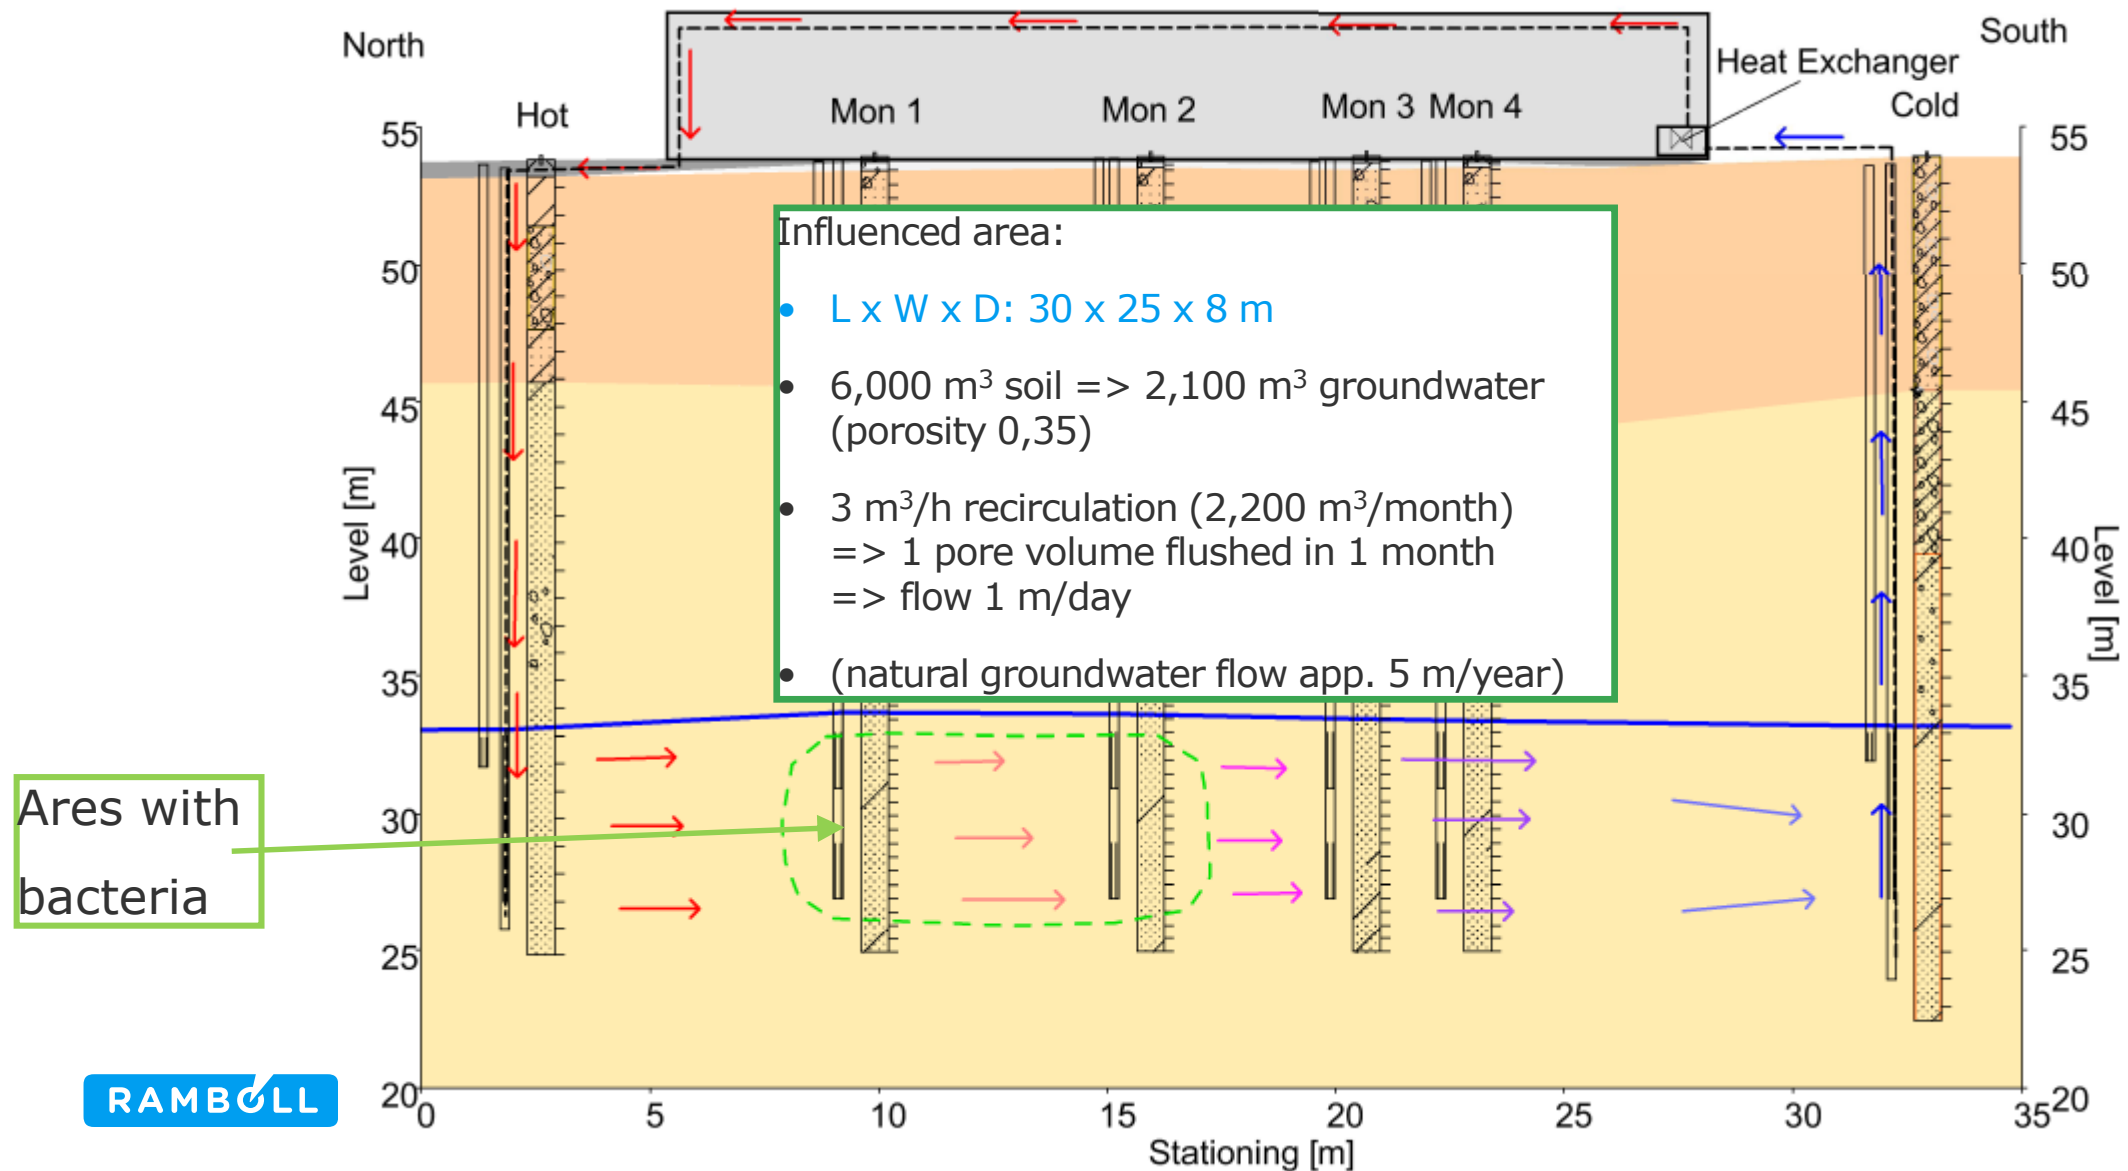 North
South
Heat Exchanger
Hot
Mon 1
Mon 2
Mon 3
Mon 4
Cold
Influenced area:
• L x W x D: 30 x 25 x 8 m
• 6,000 m³ soil => 2,100 m³ groundwater
(porosity 0,35)
• 3 m³/h recirculation (2,200 m³/month)
=> 1 pore volume flushed in 1 month
=> flow 1 m/day
• (natural groundwater flow app. 5 m/year)
Ares with
bacteria
Level [m]
55
50
45
40
35
30
25
20
Level [m]
55
50
45
40
35
30
25
20
0
5
10
15
20
25
30
35
Stationing [m]
RAMBOLL